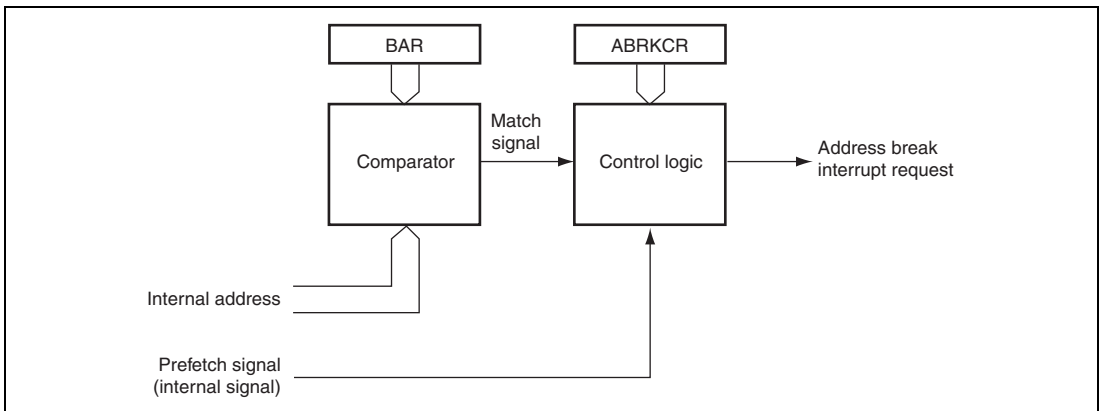 BAR
ABRKCR
Match
signal
Comparator
Control logic
Address break
interrupt request
Internal address
Prefetch signal
(internal signal)